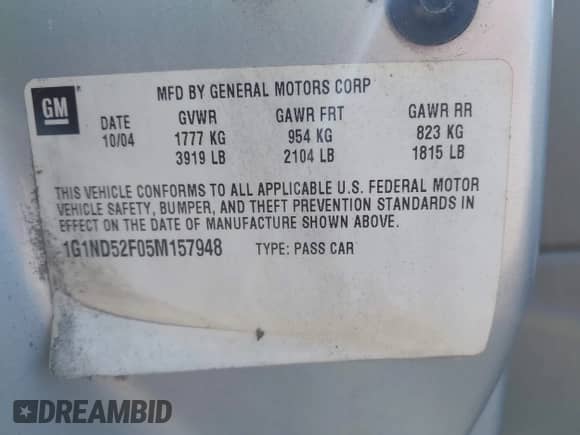 GM
MFD BY GENERAL MOTORS CORP
DATE GVWR GAWR FRT GAWR RR
10/04 1777 KG 954 KG 823 KG
3919 LB 2104 LB 1815 LB
THIS VEHICLE CONFORMS TO ALL APPLICABLE U.S. FEDERAL MOTOR
VEHICLE SAFETY, BUMPER, AND THEFT PREVENTION STANDARDS IN
EFFECT ON THE DATE OF MANUFACTURE SHOWN ABOVE.
1G1ND52F05M157948 TYPE: PASS CAR
DREAMBID